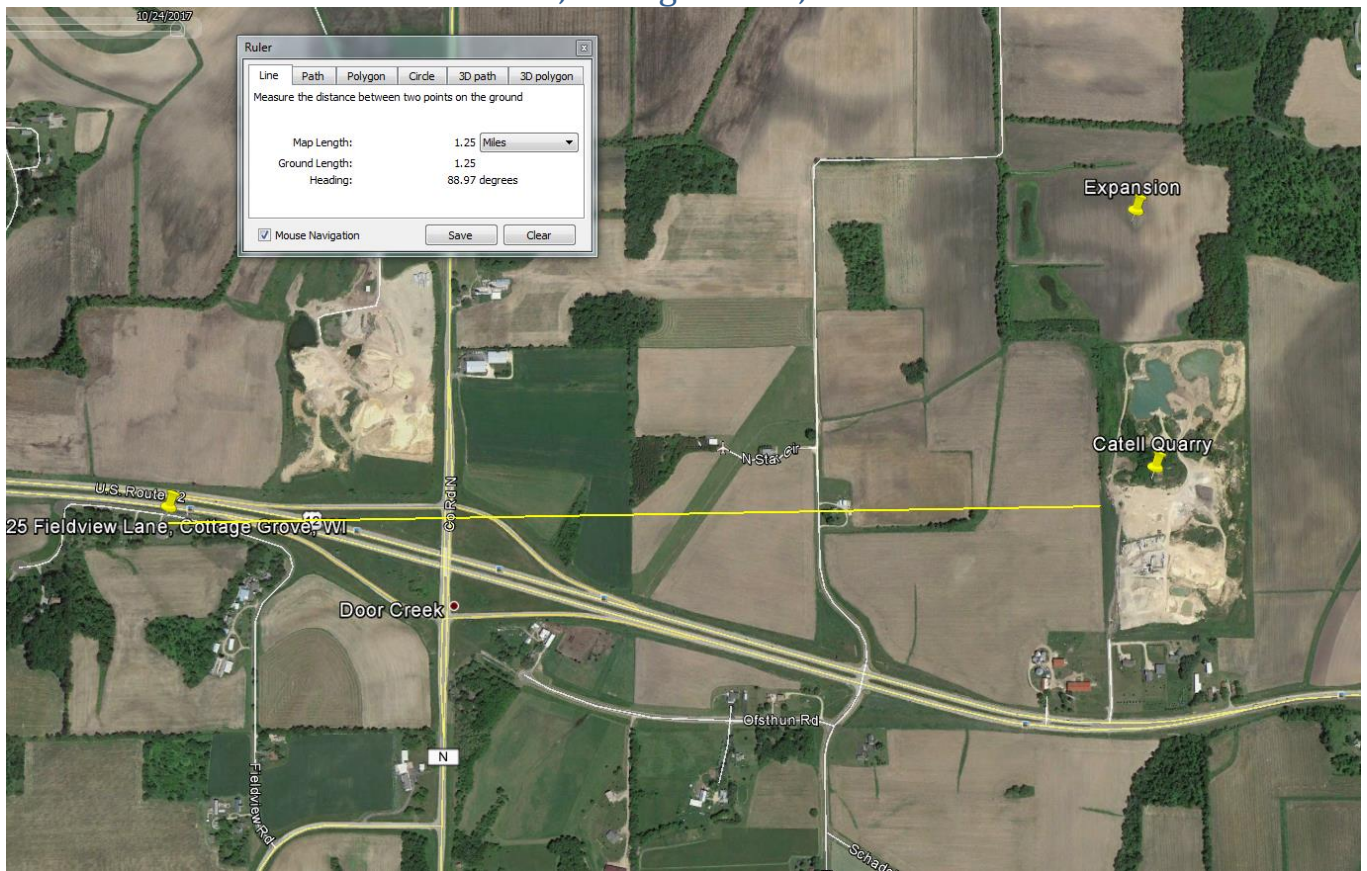 10/24/2017
Ruler
Line Path Polygon Circle 3D path 3D polygon
Measure the distance between two points on the ground
Map Length: 1.25 Miles
Ground Length: 1.25
Heading: 88.97 degrees
Mouse Navigation Save Clear
Expansion
Catell Quarry
N Sta Cir
U.S. Route 12
Co Rd N
25 Fieldview Lane, Cottage Grove, WI
Door Creek
Ofsthun Rd
N
Fieldview Rd